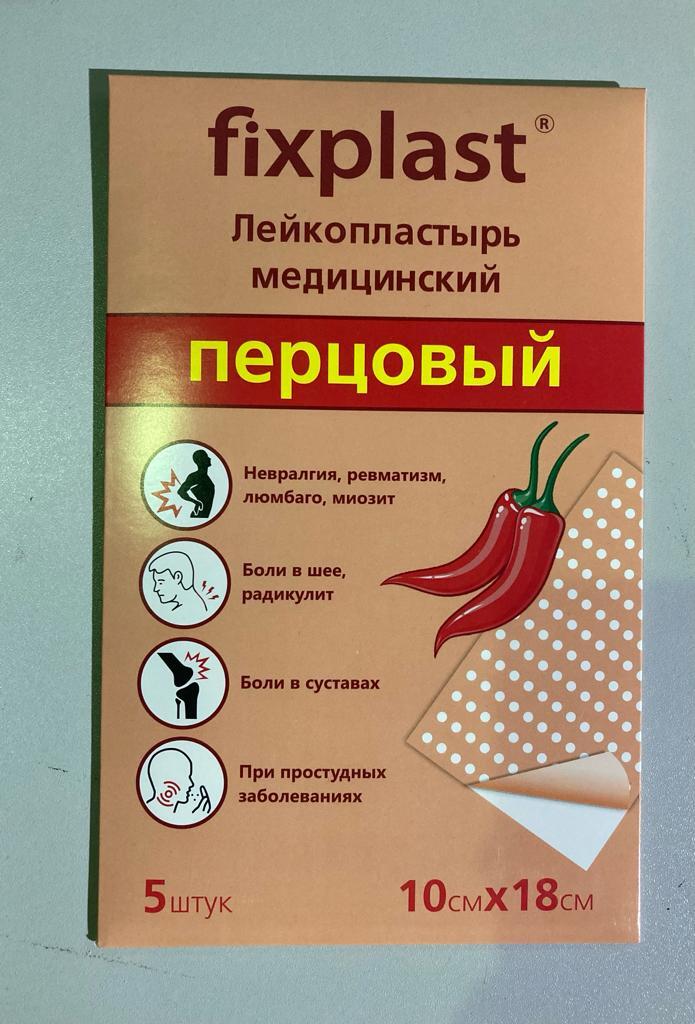 fixplast®
Лейкопластырь
медицинский
перцовый
Невралгия, ревматизм,
люмбаго, миозит
Боли в шее,
радикулит
Боли в суставах
При простудных
заболеваниях
5штук
10смx18см